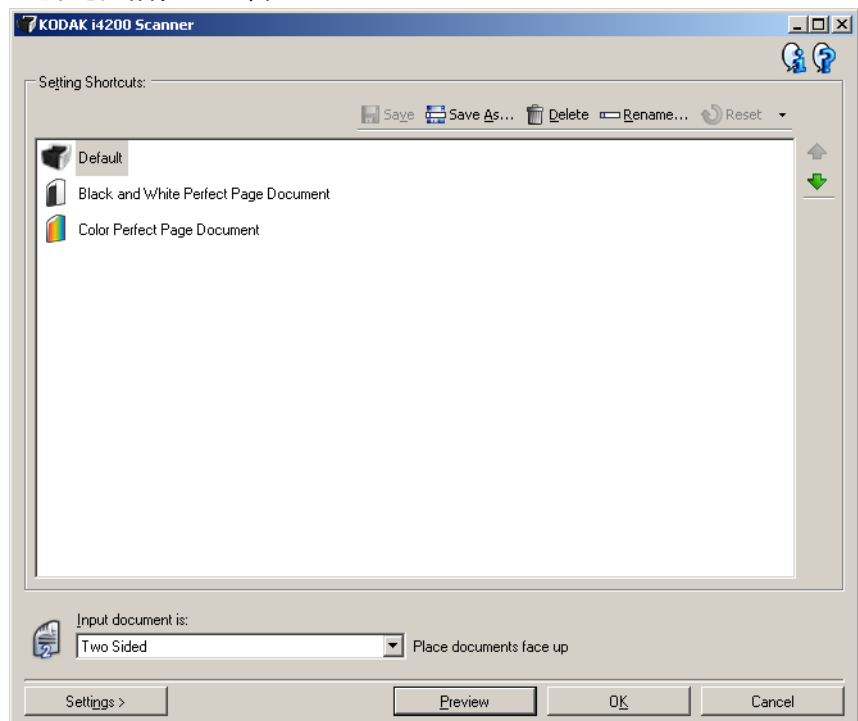 KODAK i4200 Scanner
Setting Shortcuts:
Save Save As... Delete Rename... Reset
Default
Black and White Perfect Page Document
Color Perfect Page Document
Input document is:
Two Sided Place documents face up
Settings > Preview OK Cancel